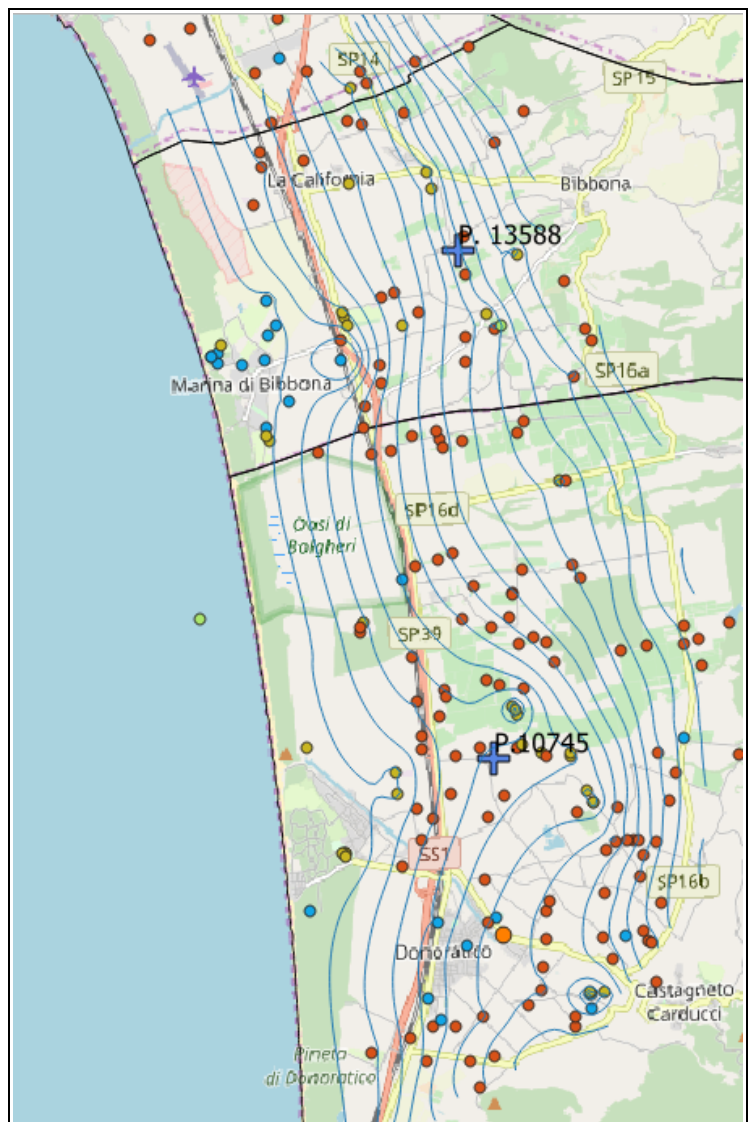 SP14
SP15
La California
Bibbona
P. 13588
SP16a
Marina di Bibbona
SP16d
Oasi di
Bolgheri
SP39
P.10745
SS1
SP16b
Donoratico
Castagneto
Carducci
Pineta
di Donoratico